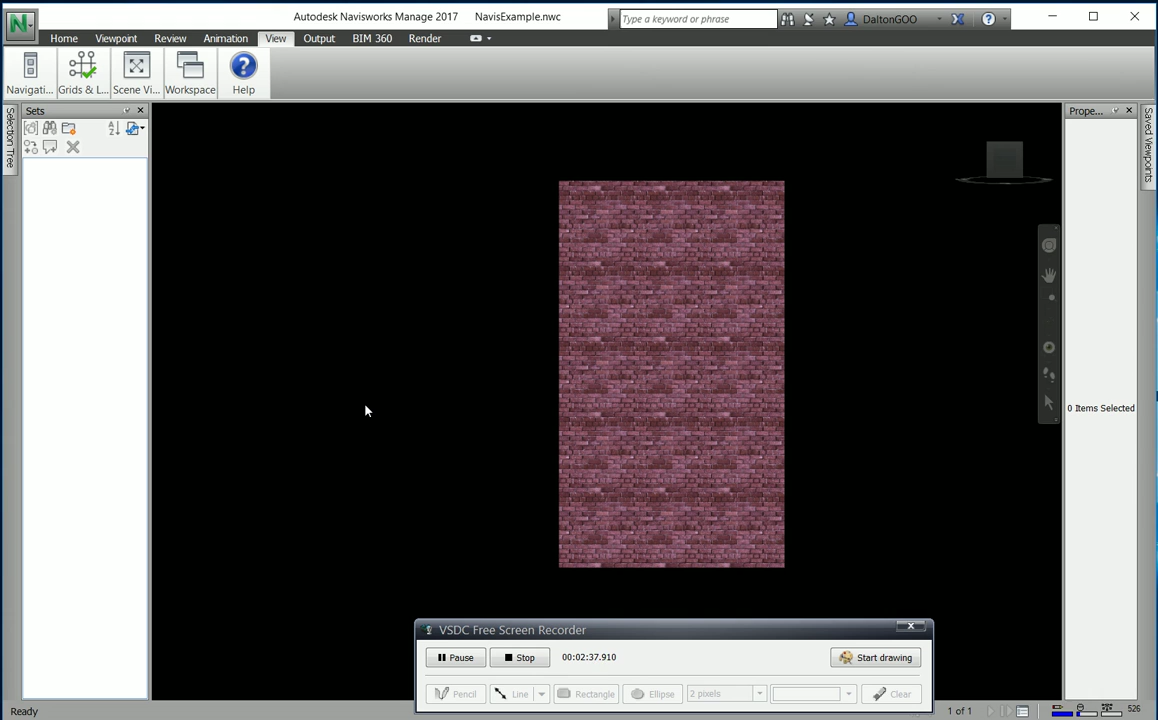 Autodesk Navisworks Manage 2017 NavisExample.nwc
Type a keyword or phrase
DaltonGOO
Home Viewpoint Review Animation View Output BIM 360 Render
Navigati... Grids & L... Scene Vi... Workspace Help
Selection Tree
Sets
Prope...
Saved Viewpoints
0 Items Selected
VSDC Free Screen Recorder
Pause Stop 00:02:37.910 Start drawing
Pencil Line Rectangle Ellipse 2 pixels Clear
Ready
1 of 1
526